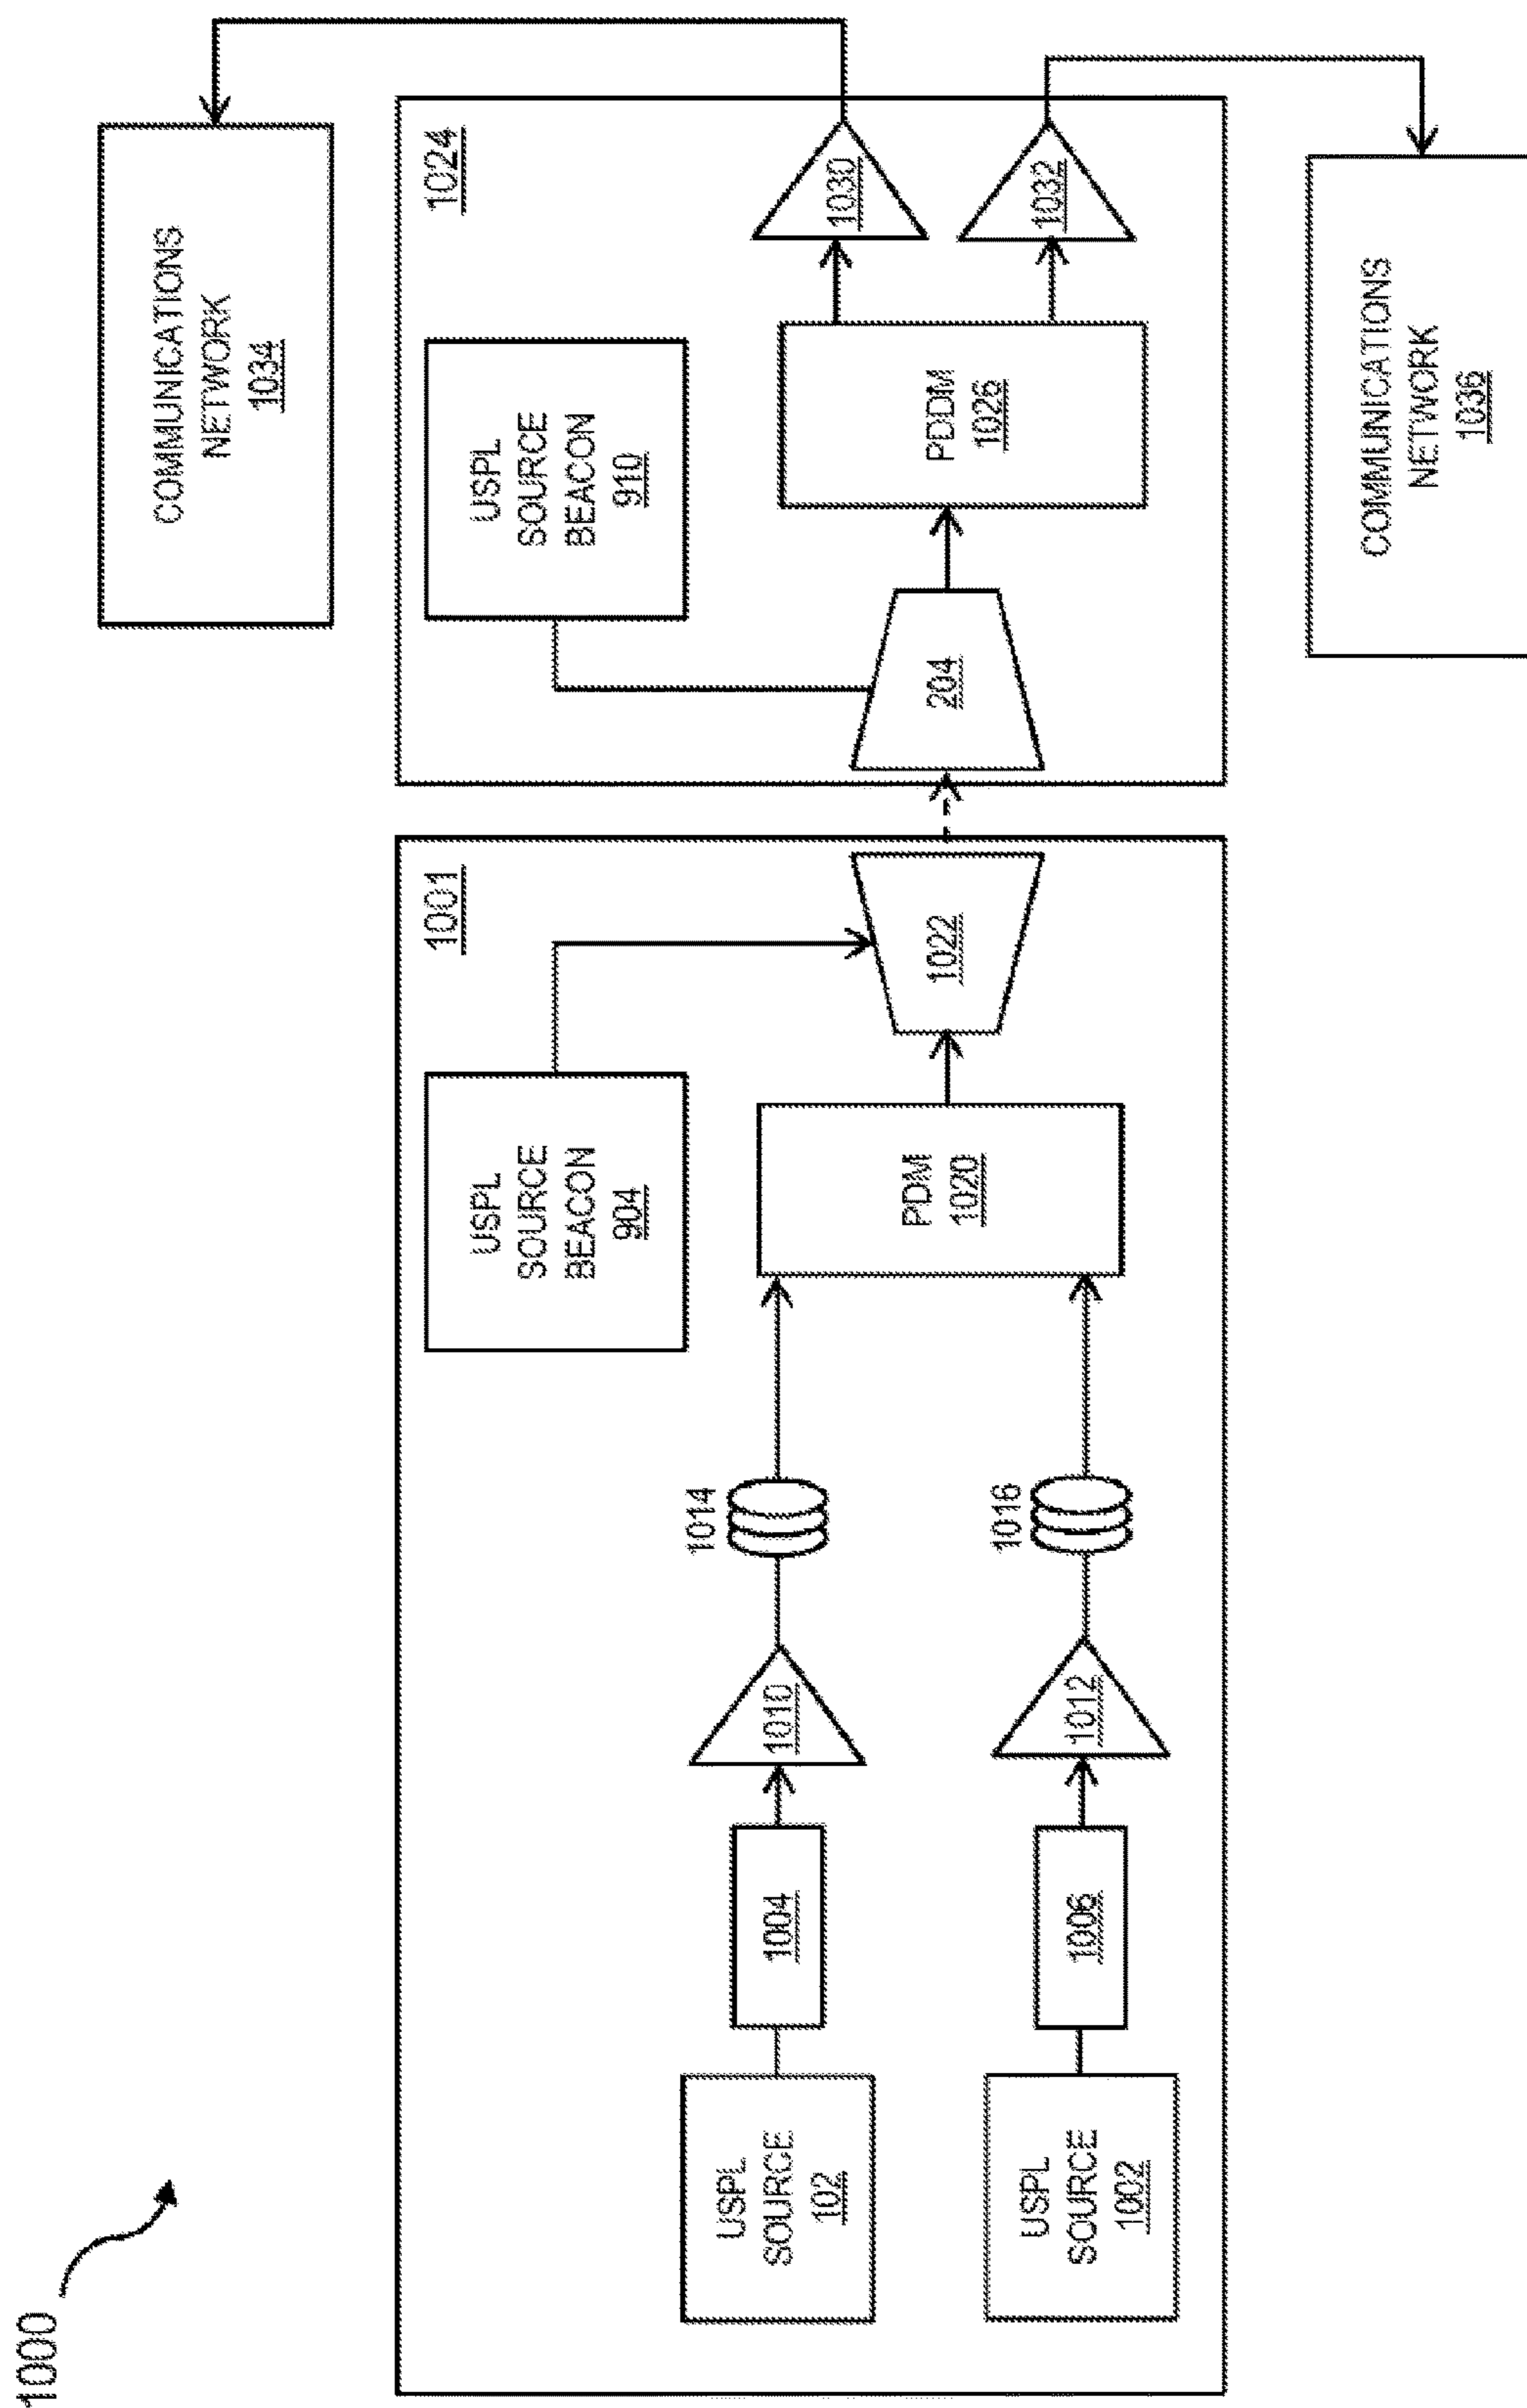 1000
COMMUNICATIONS
NETWORK
1034
1001
1024
USPL
SOURCE
BEACON
904
USPL
SOURCE
BEACON
910
USPL
SOURCE
102
1004
1010
1014
PDM
1020
1022
204
PDDM
1026
1030
1032
USPL
SOURCE
1002
1006
1012
1016
COMMUNICATIONS
NETWORK
1036